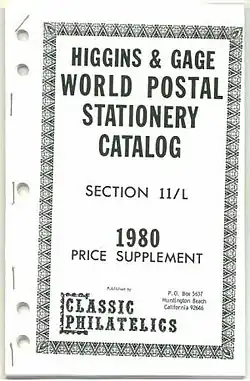 HIGGINS & GAGE
WORLD POSTAL
STATIONERY
CATALOG
SECTION 11/L
1980
PRICE SUPPLEMENT
Published by
CLASSIC
PHILATELICS
P.O. Box 5637
Huntington Beach
California 92646